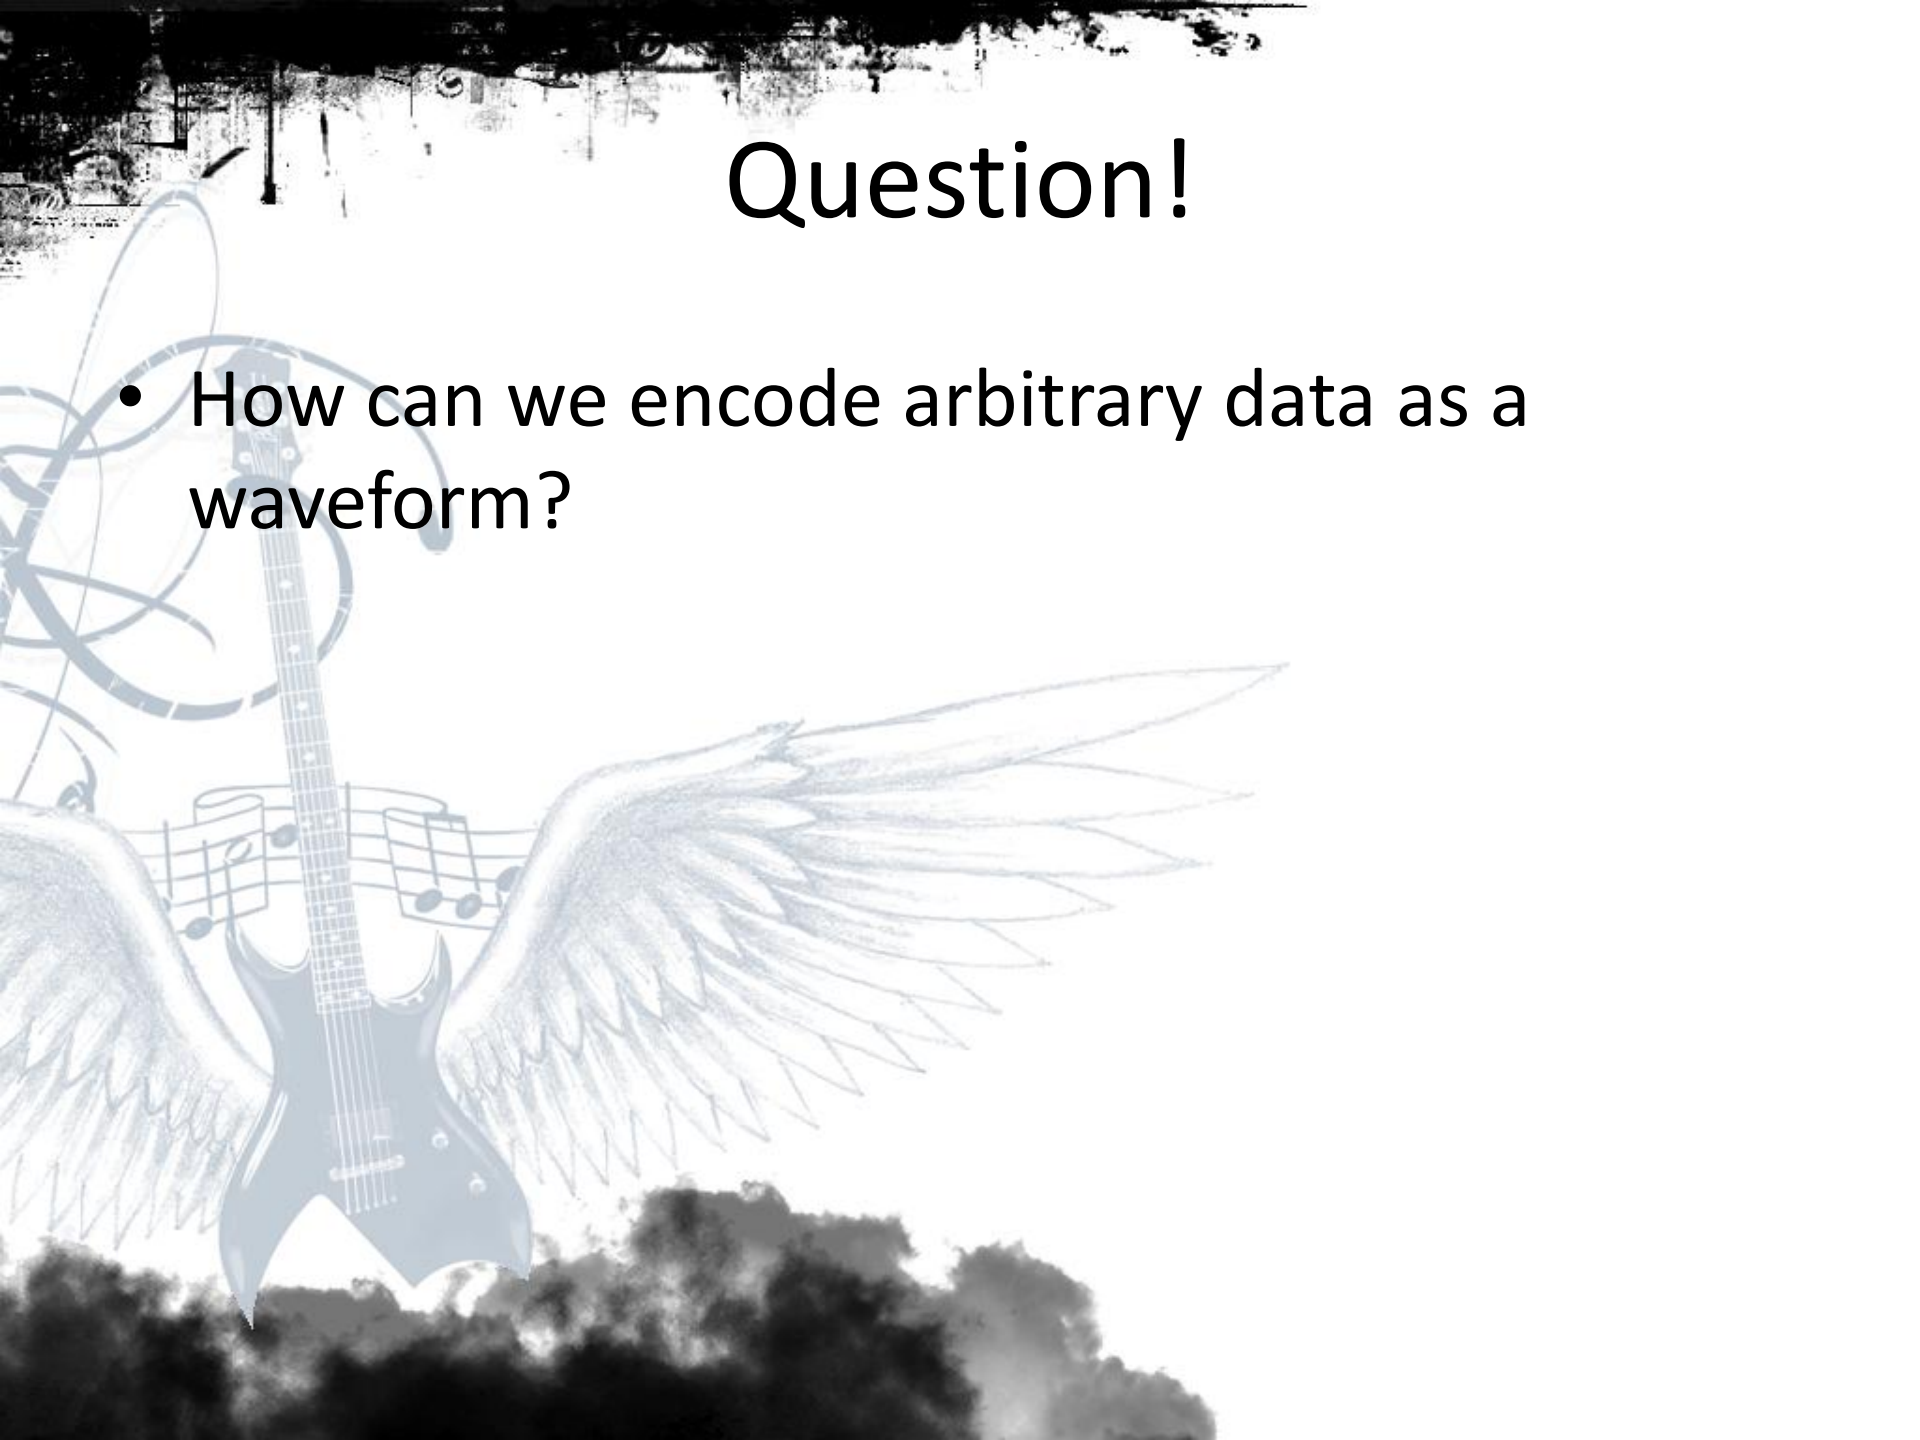 Question!
• How can we encode arbitrary data as a
waveform?